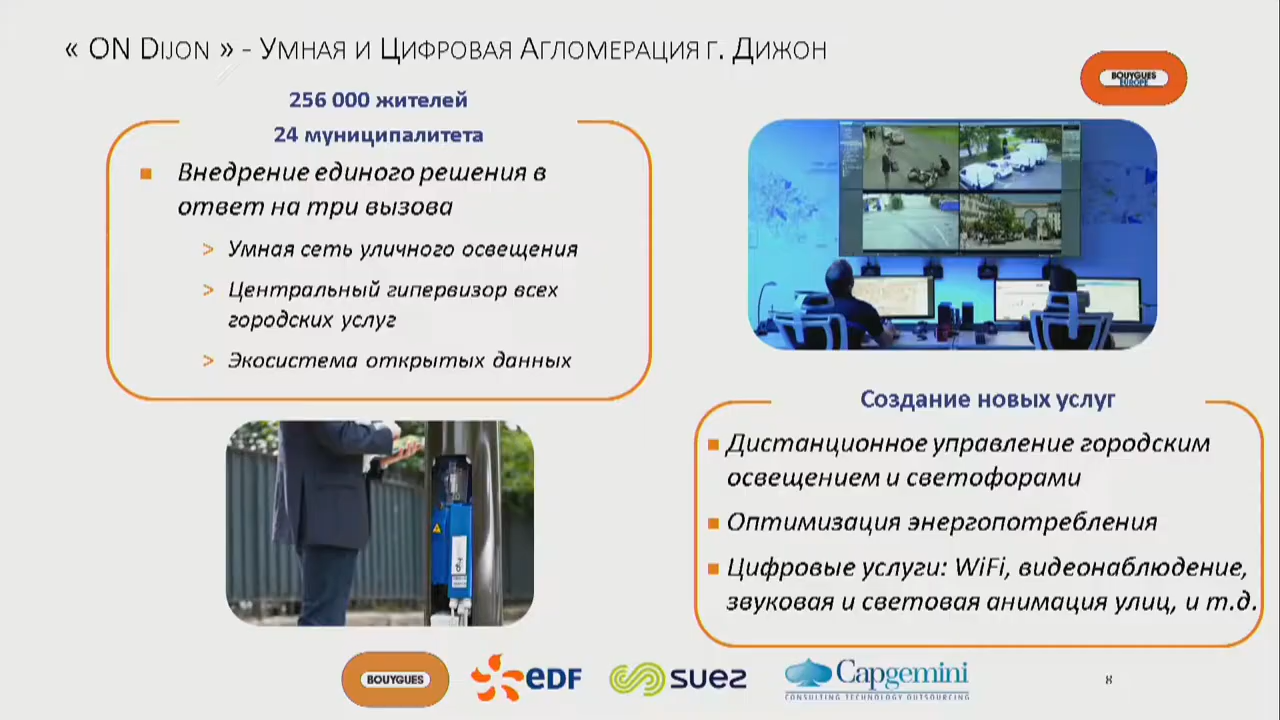 « ON DIJON » - УМНАЯ И ЦИФРОВАЯ АГЛОМЕРАЦИЯ Г. ДИЖОН
BOUYGUES
EUROPE
256 000 жителей
24 муниципалитета
Внедрение единого решения в
ответ на три вызова
> Умная сеть уличного освещения
> Центральный гипервизор всех
городских услуг
> Экосистема открытых данных
Создание новых услуг
Дистанционное управление городским
освещением и светофорами
Оптимизация энергопотребления
Цифровые услуги: WiFi, видеонаблюдение,
звуковая и световая анимация улиц, и т.д.
BOUYGUES
EDF
suez
Capgemini
CONSULTING TECHNOLOGY OUTSOURCING
8